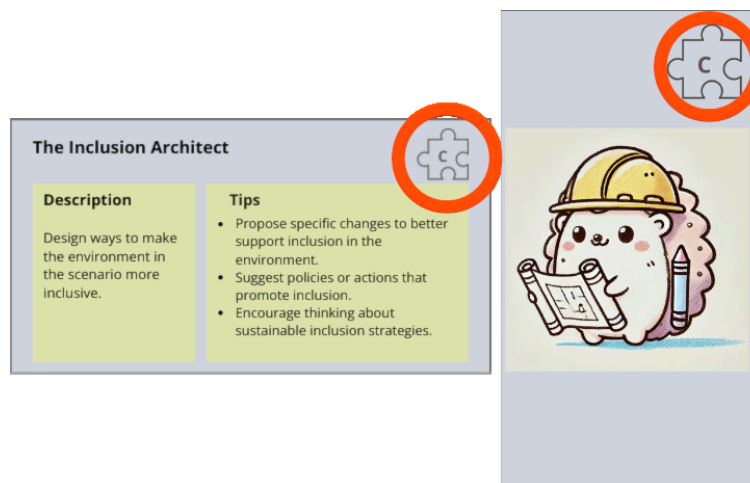 The Inclusion Architect
C
Description
Design ways to make
the environment in
the scenario more
inclusive.
Tips
• Propose specific changes to better
support inclusion in the
environment.
• Suggest policies or actions that
promote inclusion.
• Encourage thinking about
sustainable inclusion strategies.
C